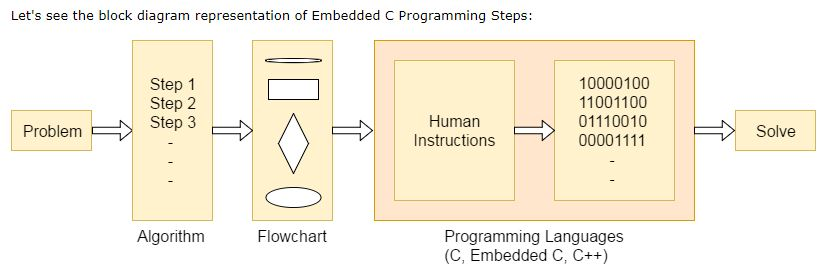 Let's see the block diagram representation of Embedded C Programming Steps:
Problem
Step 1
Step 2
Step 3
-
-
-
Algorithm
Flowchart
Human
Instructions
10000100
11001100
01110010
00001111
-
-
Programming Languages
(C, Embedded C, C++)
Solve